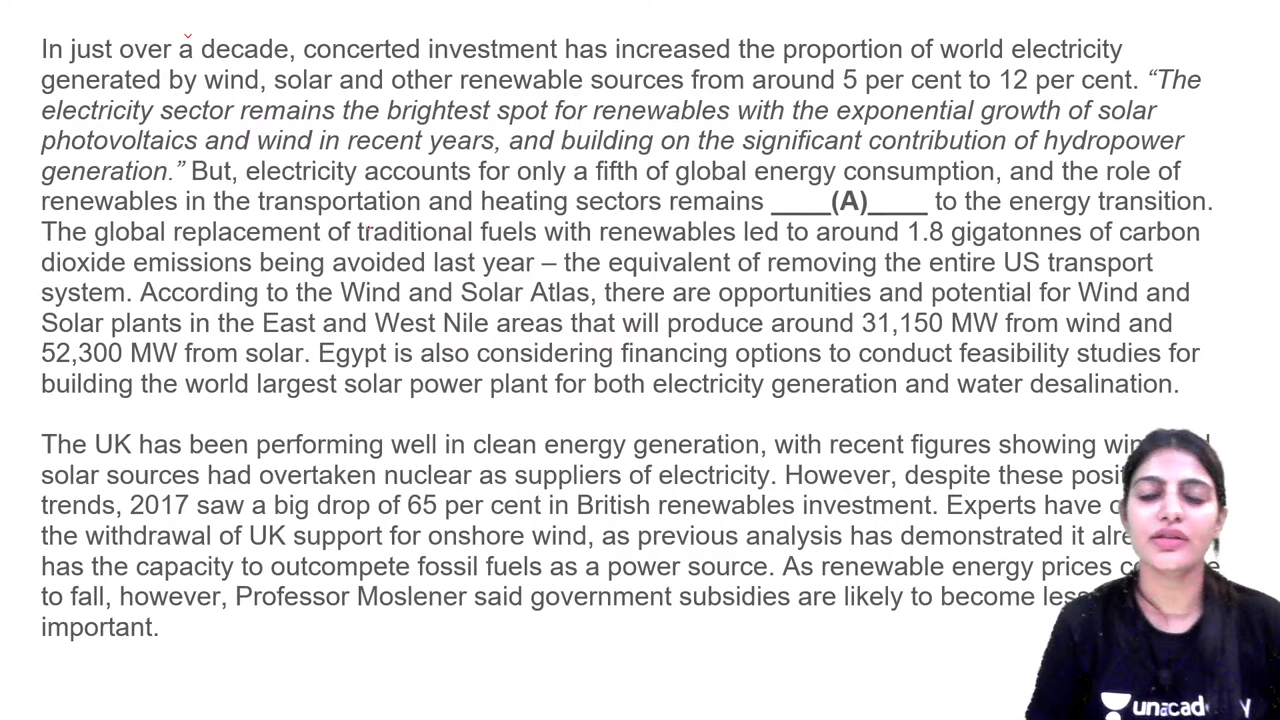 In just over a decade, concerted investment has increased the proportion of world electricity
generated by wind, solar and other renewable sources from around 5 per cent to 12 per cent. “The
electricity sector remains the brightest spot for renewables with the exponential growth of solar
photovoltaics and wind in recent years, and building on the significant contribution of hydropower
generation.” But, electricity accounts for only a fifth of global energy consumption, and the role of
renewables in the transportation and heating sectors remains ____(A)____ to the energy transition.
The global replacement of traditional fuels with renewables led to around 1.8 gigatonnes of carbon
dioxide emissions being avoided last year – the equivalent of removing the entire US transport
system. According to the Wind and Solar Atlas, there are opportunities and potential for Wind and
Solar plants in the East and West Nile areas that will produce around 31,150 MW from wind and
52,300 MW from solar. Egypt is also considering financing options to conduct feasibility studies for
building the world largest solar power plant for both electricity generation and water desalination.
The UK has been performing well in clean energy generation, with recent figures showing
solar sources had overtaken nuclear as suppliers of electricity. However, despite these
trends, 2017 saw a big drop of 65 per cent in British renewables investment. Experts have
the withdrawal of UK support for onshore wind, as previous analysis has demonstrated it
has the capacity to outcompete fossil fuels as a power source. As renewable energy prices
to fall, however, Professor Moslener said government subsidies are likely to become less
important.
unacademy